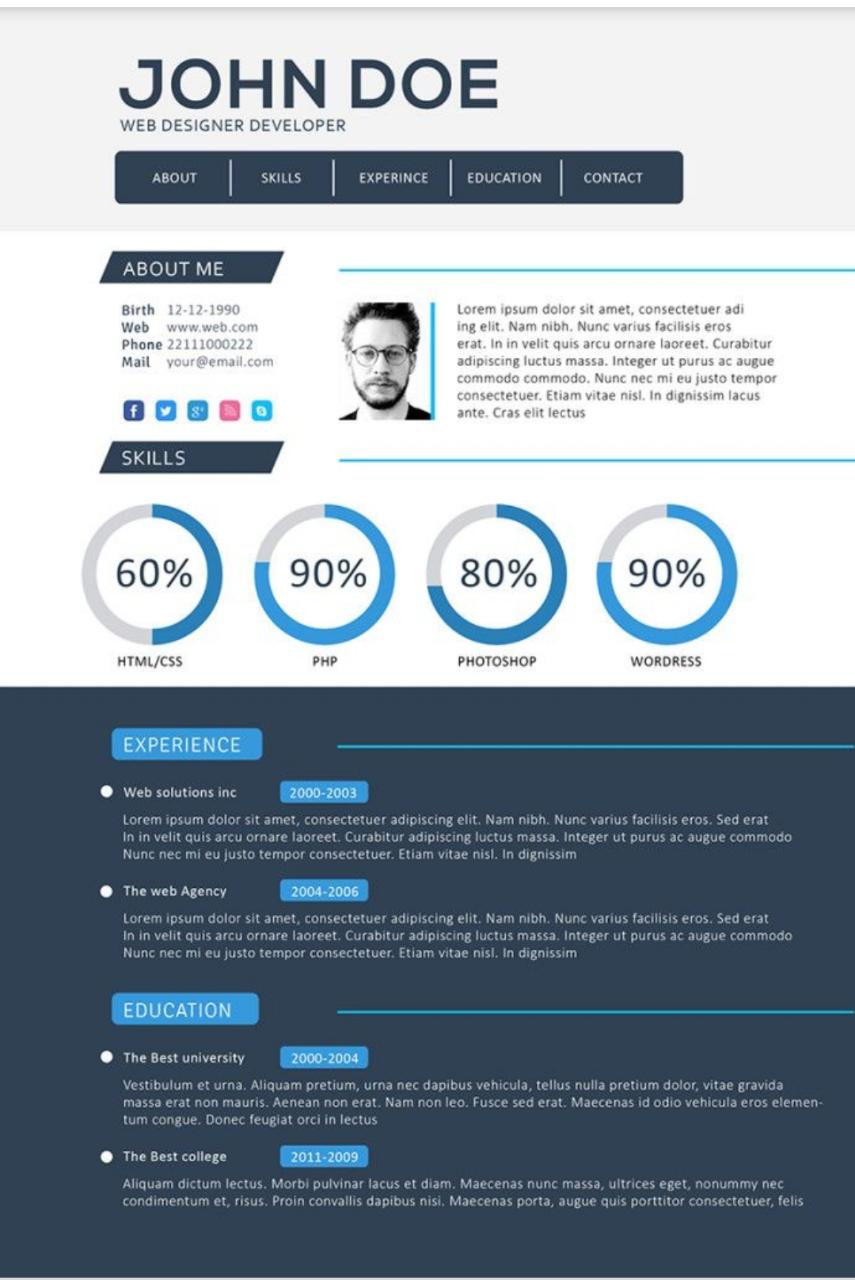 JOHN DOE
WEB DESIGNER DEVELOPER
ABOUT SKILLS EXPERINCE EDUCATION CONTACT
ABOUT ME
Birth 12-12-1990
Web www.web.com
Phone 22111000222
Mail your@email.com
Lorem ipsum dolor sit amet, consectetuer adi
ing elit. Nam nibh. Nunc varius facilisis eros
erat. In in velit quis arcu ornare laoreet. Curabitur
adipiscing luctus massa. Integer ut purus ac augue
commodo commodo. Nunc nec mi eu justo tempor
consectetuer. Etiam vitae nisl. In dignissim lacus
ante. Cras elit lectus
SKILLS
60% 90% 80% 90%
HTML/CSS PHP PHOTOSHOP WORDRESS
EXPERIENCE
Web solutions inc 2000-2003
Lorem ipsum dolor sit amet, consectetuer adipiscing elit. Nam nibh. Nunc varius facilisis eros. Sed erat
In in velit quis arcu ornare laoreet. Curabitur adipiscing luctus massa. Integer ut purus ac augue commodo
Nunc nec mi eu justo tempor consectetuer. Etiam vitae nisl. In dignissim
The web Agency 2004-2006
Lorem ipsum dolor sit amet, consectetuer adipiscing elit. Nam nibh. Nunc varius facilisis eros. Sed erat
In in velit quis arcu ornare laoreet. Curabitur adipiscing luctus massa. Integer ut purus ac augue commodo
Nunc nec mi eu justo tempor consectetuer. Etiam vitae nisl. In dignissim
EDUCATION
The Best university 2000-2004
Vestibulum et urna. Aliquam pretium, urna nec dapibus vehicula, tellus nulla pretium dolor, vitae gravida
massa erat non mauris. Aenean non erat. Nam non leo. Fusce sed erat. Maecenas id odio vehicula eros elemen-
tum congue. Donec feugiat orci in lectus
The Best college 2011-2009
Aliquam dictum lectus. Morbi pulvinar lacus et diam. Maecenas nunc massa, ultrices eget, nonummy nec
condimentum et, risus. Proin convallis dapibus nisi. Maecenas porta, augue quis porttitor consectetuer, felis